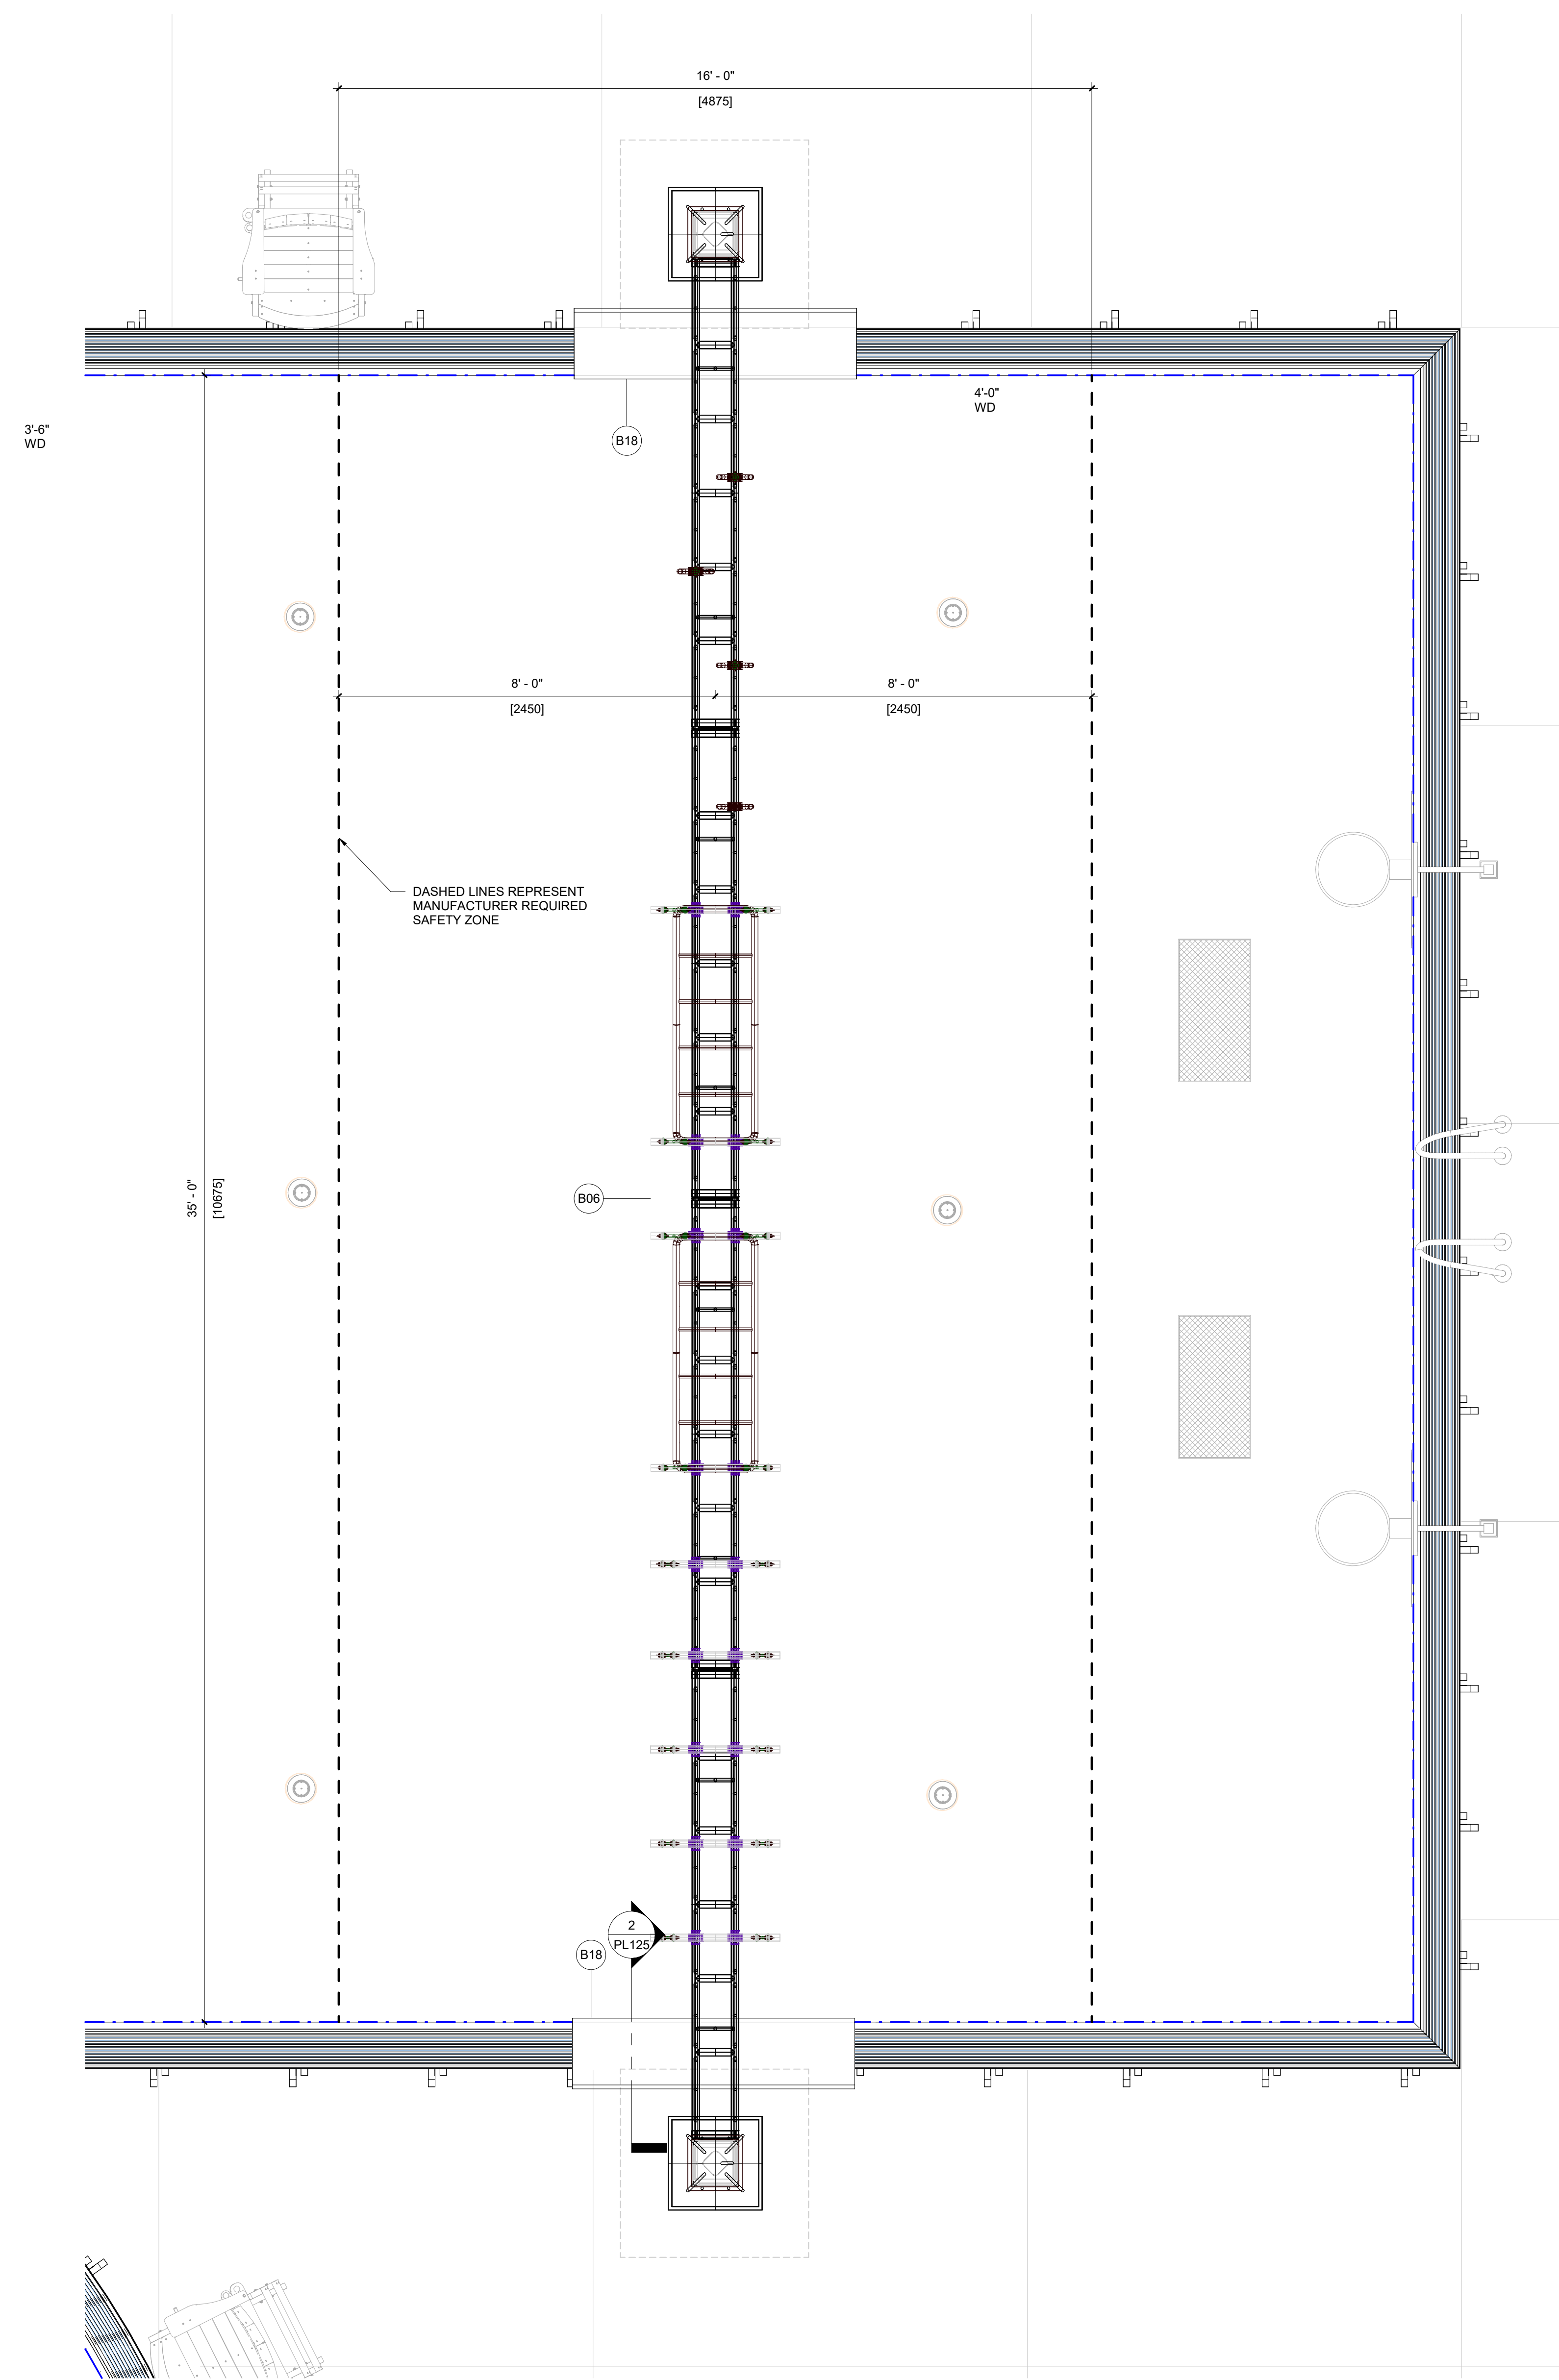 16' - 0"
[4875]
4'-0"
WD
3'-6"
WD
B18
8' - 0"
[2450]
8' - 0"
[2450]
DASHED LINES REPRESENT
MANUFACTURER REQUIRED
SAFETY ZONE
35' - 0"
[10675]
B06
2
PL125
B18